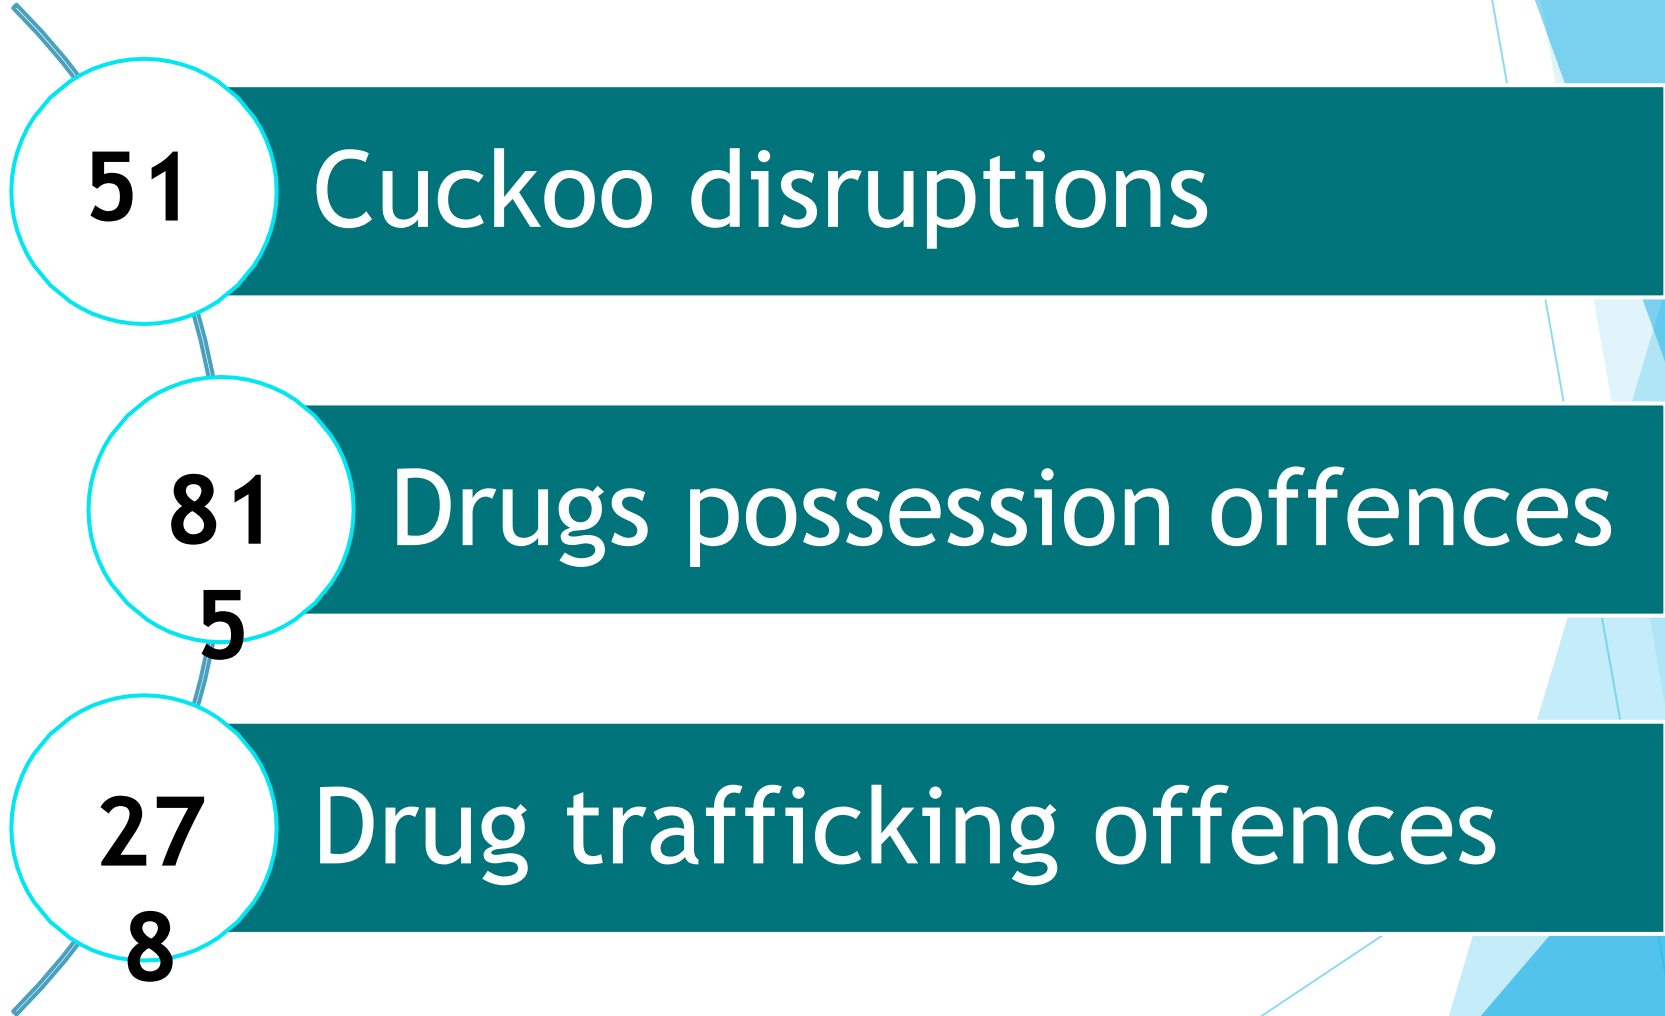 51
Cuckoo disruptions
81
5
Drugs possession offences
27
8
Drug trafficking offences